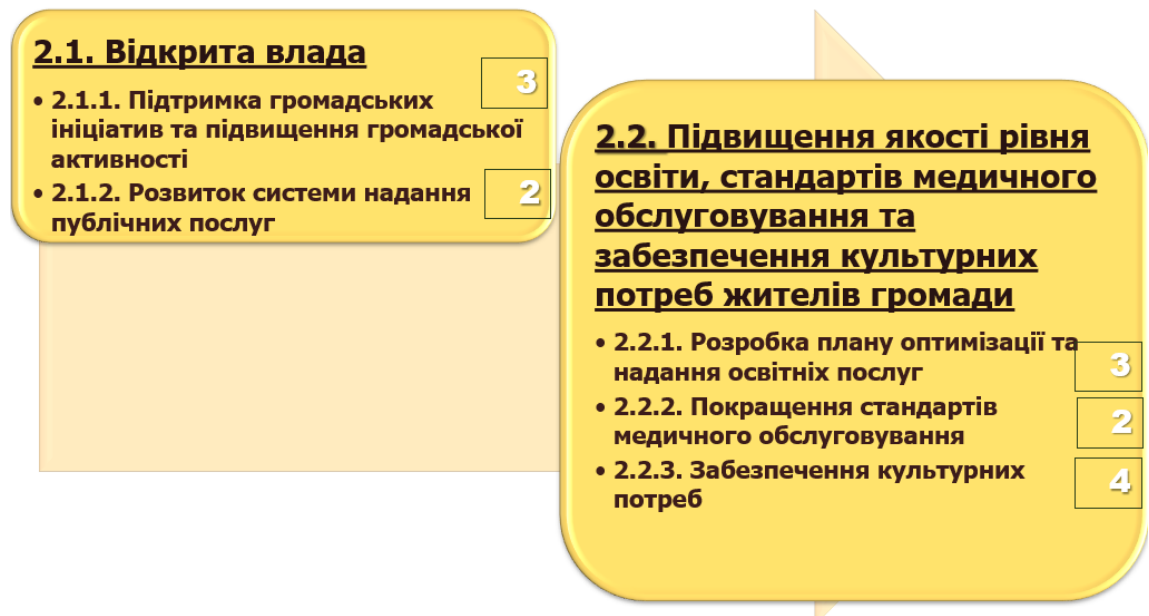 2.1. Відкрита влада
3
• 2.1.1. Підтримка громадських
ініціатив та підвищення громадської
активності
• 2.1.2. Розвиток системи надання
публічних послуг
2
2.2. Підвищення якості рівня
освіти, стандартів медичного
обслуговування та
забезпечення культурних
потреб жителів громади
• 2.2.1. Розробка плану оптимізації та
надання освітніх послуг
3
• 2.2.2. Покращення стандартів
медичного обслуговування
2
• 2.2.3. Забезпечення культурних
потреб
4